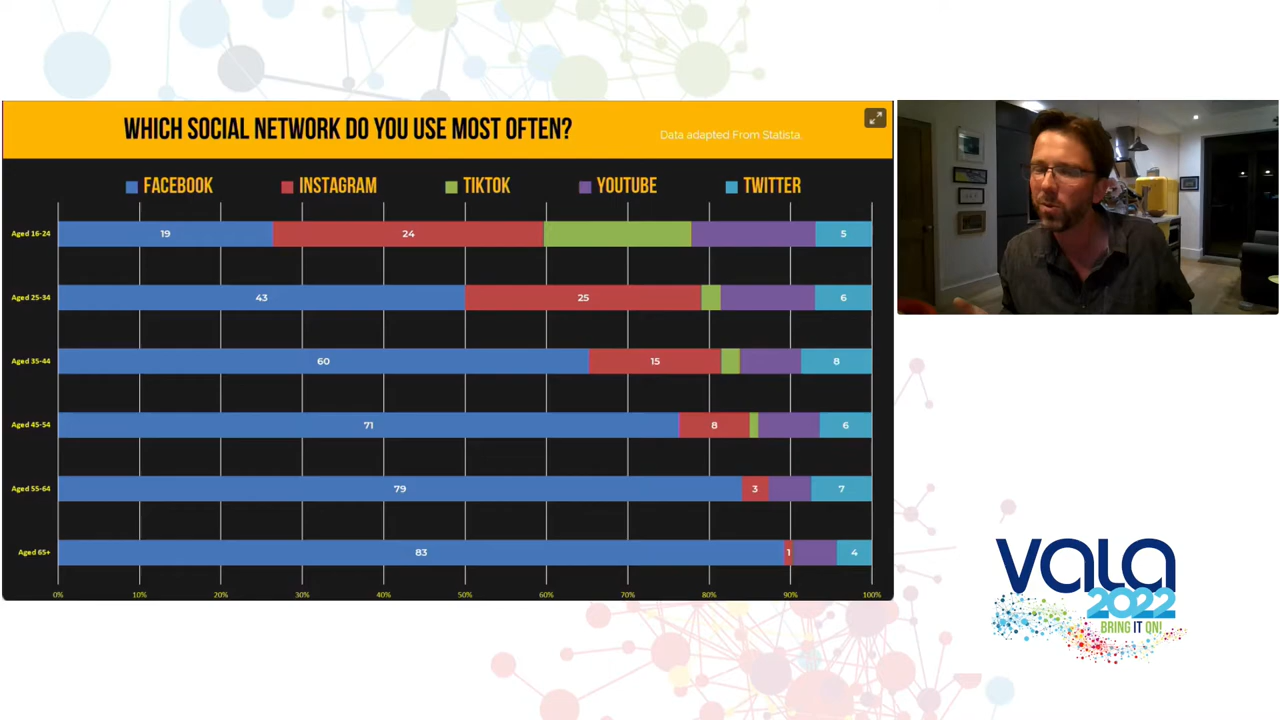 WHICH SOCIAL NETWORK DO YOU USE MOST OFTEN?
Data adapted From Statista.
FACEBOOK INSTAGRAM TIKTOK YOUTUBE TWITTER
Aged 16-24 19 24 5
Aged 25-34 43 25 6
Aged 35-44 60 15 8
Aged 45-54 71 8 6
Aged 55-64 79 3 7
Aged 65+ 83 1 4
0% 10% 20% 30% 40% 50% 60% 70% 80% 90% 100%
VALA
2022
BRING IT ON!